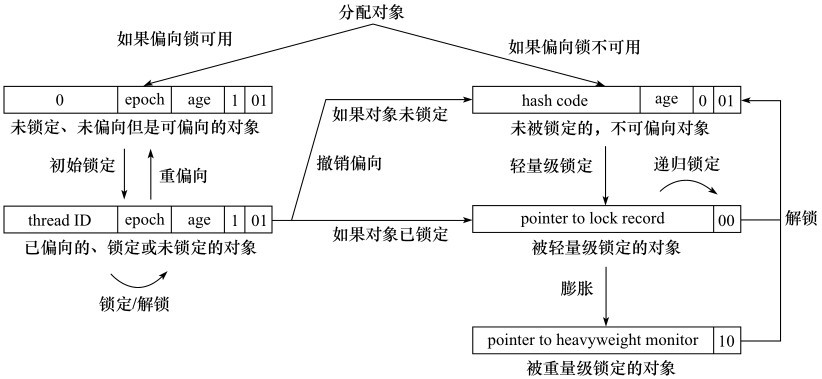 分配对象
如果偏向锁可用
如果偏向锁不可用
0 epoch age 1 01
未锁定、未偏向但是可偏向的对象
hash code age 0 01
未被锁定的，不可偏向对象
如果对象未锁定
初始锁定
重偏向
撤销偏向
轻量级锁定
递归锁定
thread ID epoch age 1 01
已偏向的、锁定或未锁定的对象
如果对象已锁定
pointer to lock record 00
被轻量级锁定的对象
解锁
锁定/解锁
膨胀
pointer to heavyweight monitor 10
被重量级锁定的对象